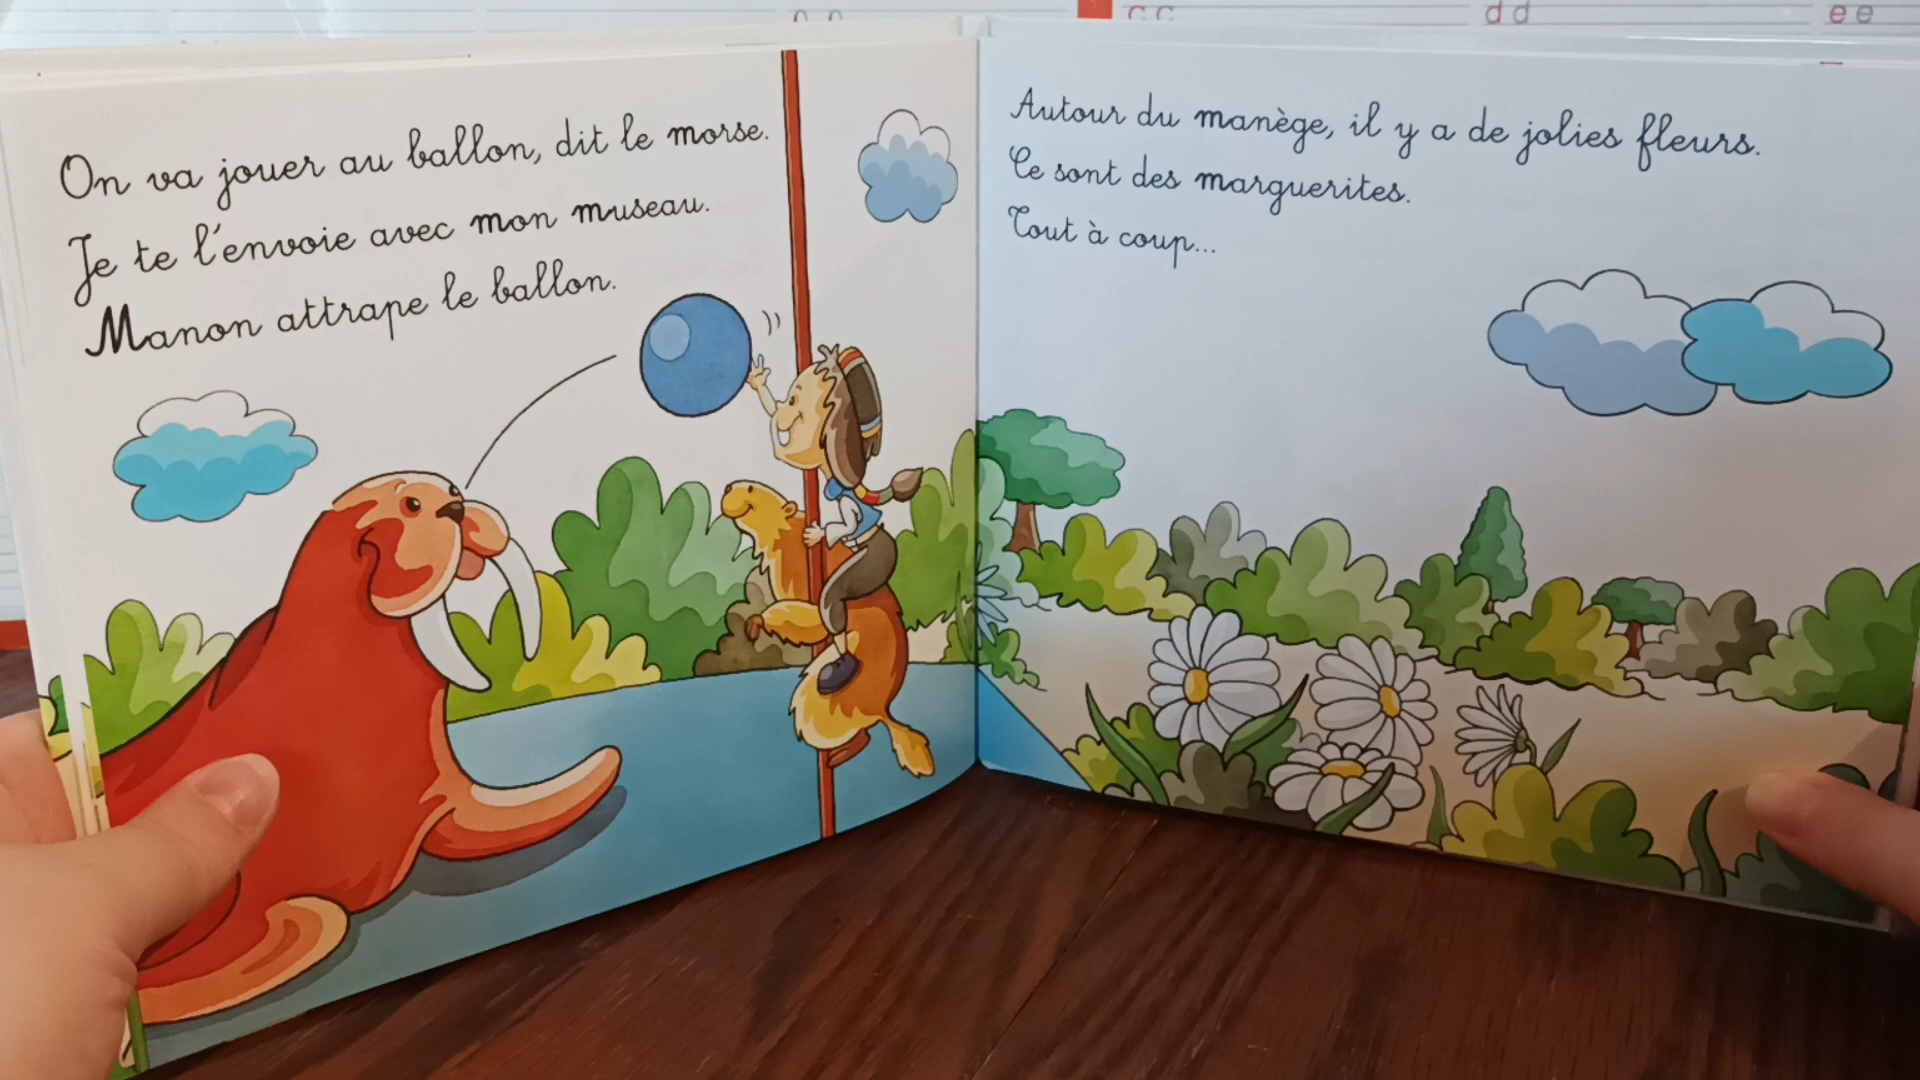 c c
d d
e e
On va jouer au ballon, dit le morse.
Je te l'envoie avec mon museau.
Manon attrape le ballon.
Autour du manège, il y a de jolies fleurs.
Ce sont des marguerites.
Tout à coup...